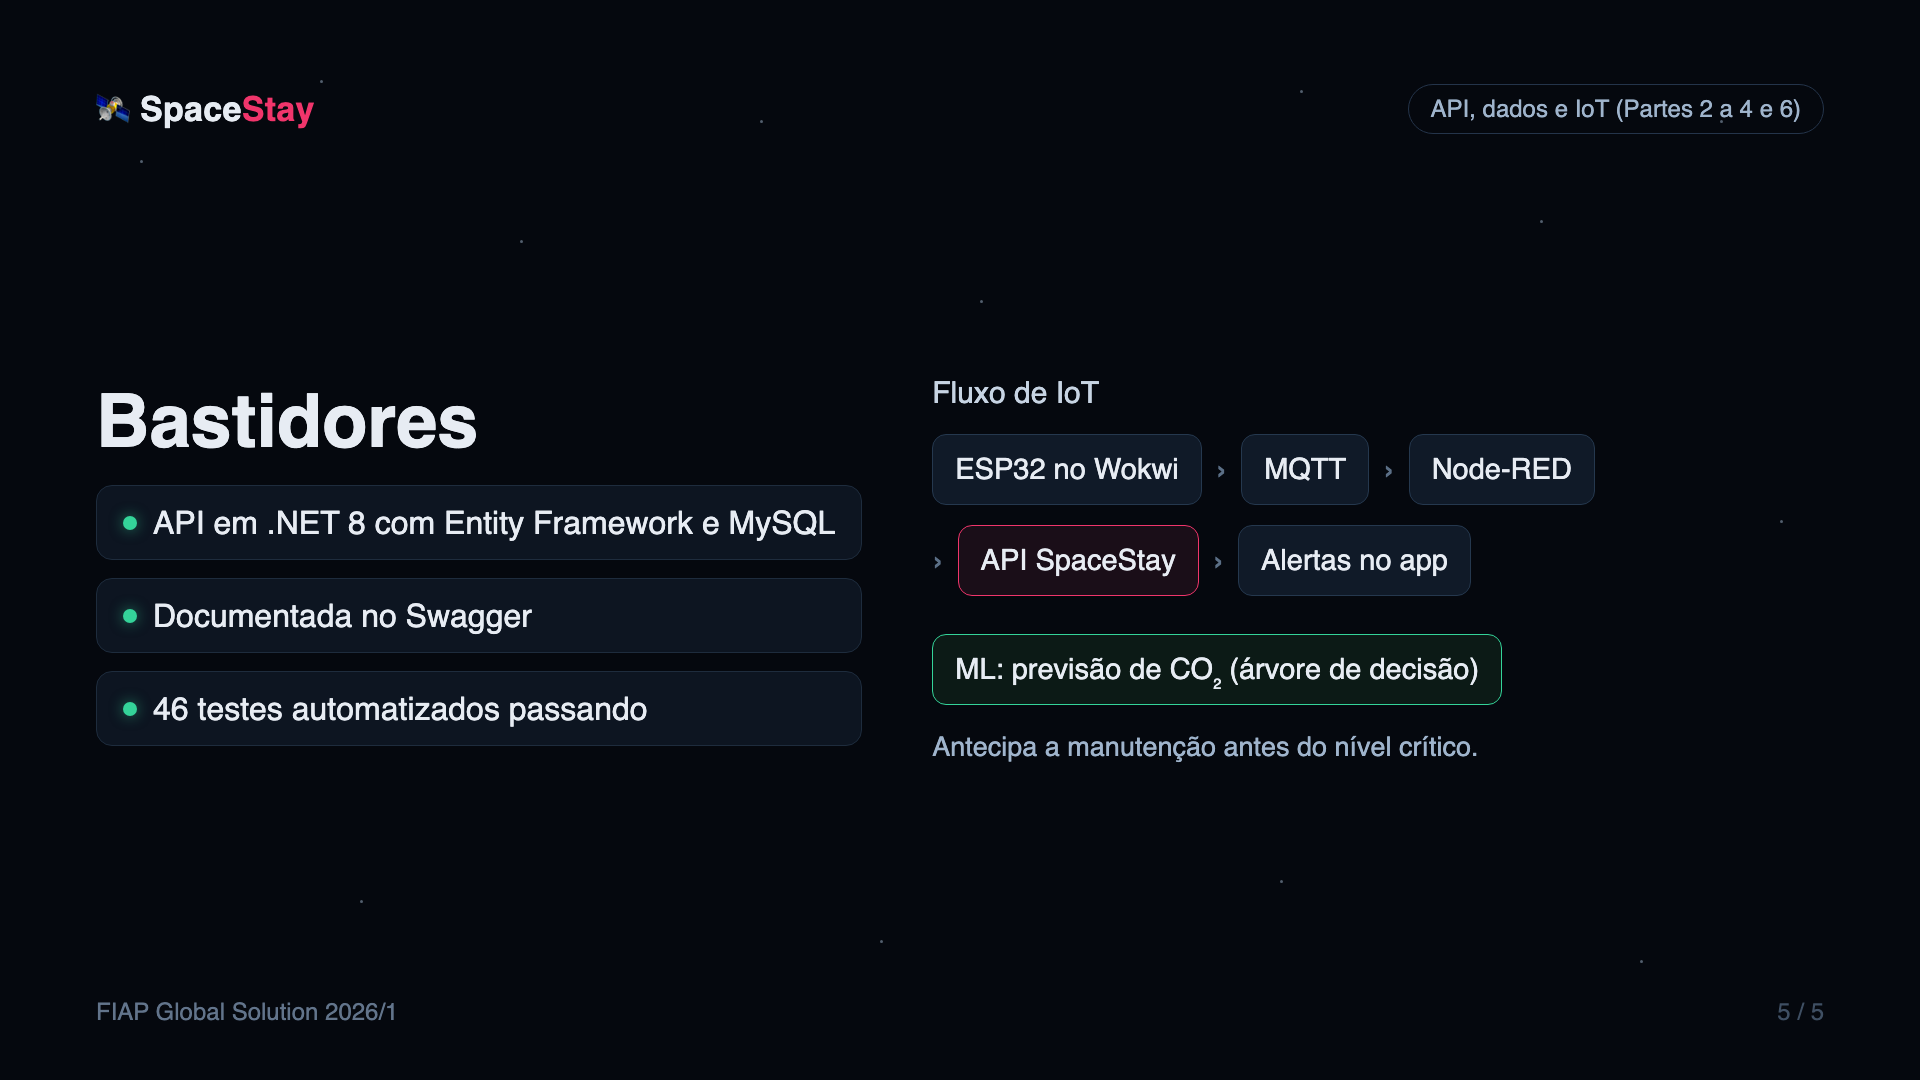 SpaceStay
API, dados e IoT (Partes 2 a 4 e 6)
Bastidores
API em .NET 8 com Entity Framework e MySQL
Documentada no Swagger
46 testes automatizados passando
Fluxo de IoT
ESP32 no Wokwi › MQTT › Node-RED
› API SpaceStay › Alertas no app
ML: previsão de CO₂ (árvore de decisão)
Antecipa a manutenção antes do nível crítico.
FIAP Global Solution 2026/1
5 / 5